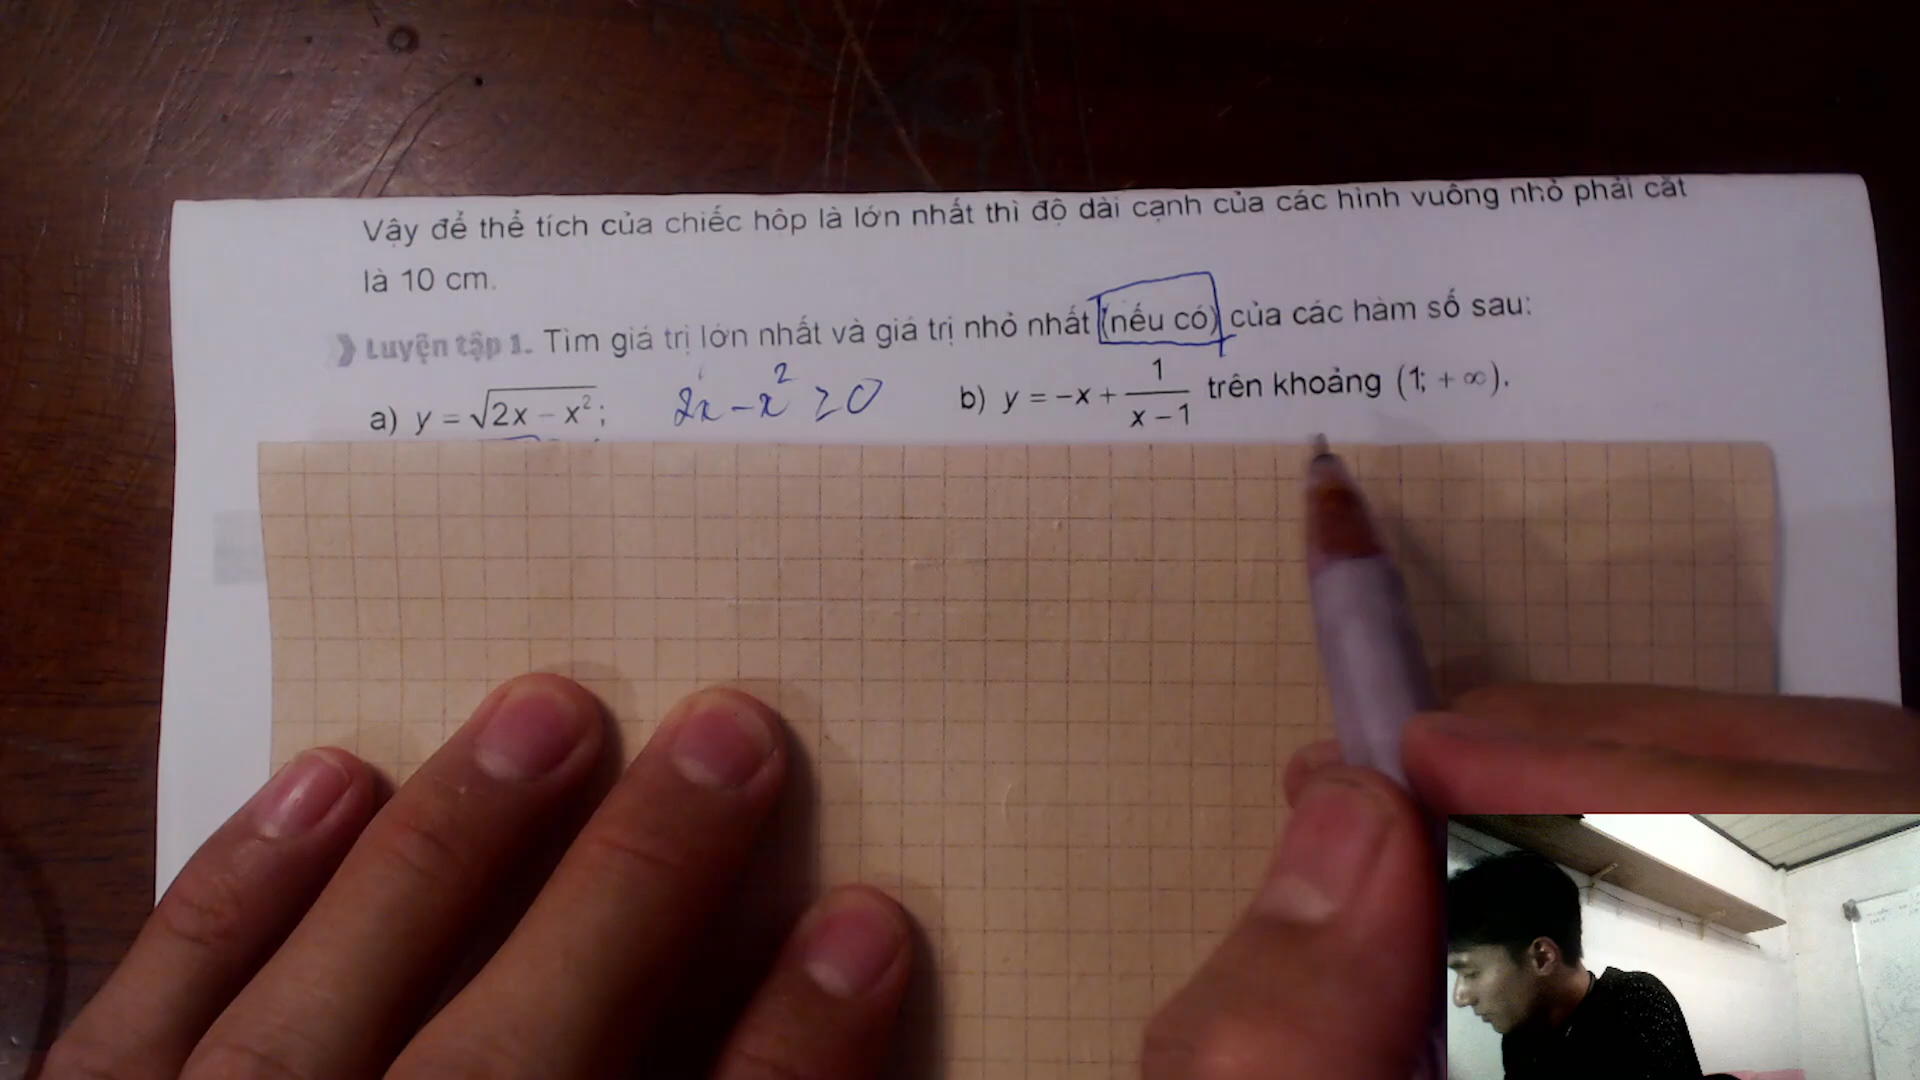 Vậy để thể tích của chiếc hộp là lớn nhất thì độ dài cạnh của các hình vuông nhỏ phải cắt
là 10 cm.
Luyện tập 1. Tìm giá trị lớn nhất và giá trị nhỏ nhất (nếu có) của các hàm số sau:
a) y = √(2x − x²); 2x − x² ≥ 0 b) y = −x + 1/(x − 1) trên khoảng (1; + ∞).